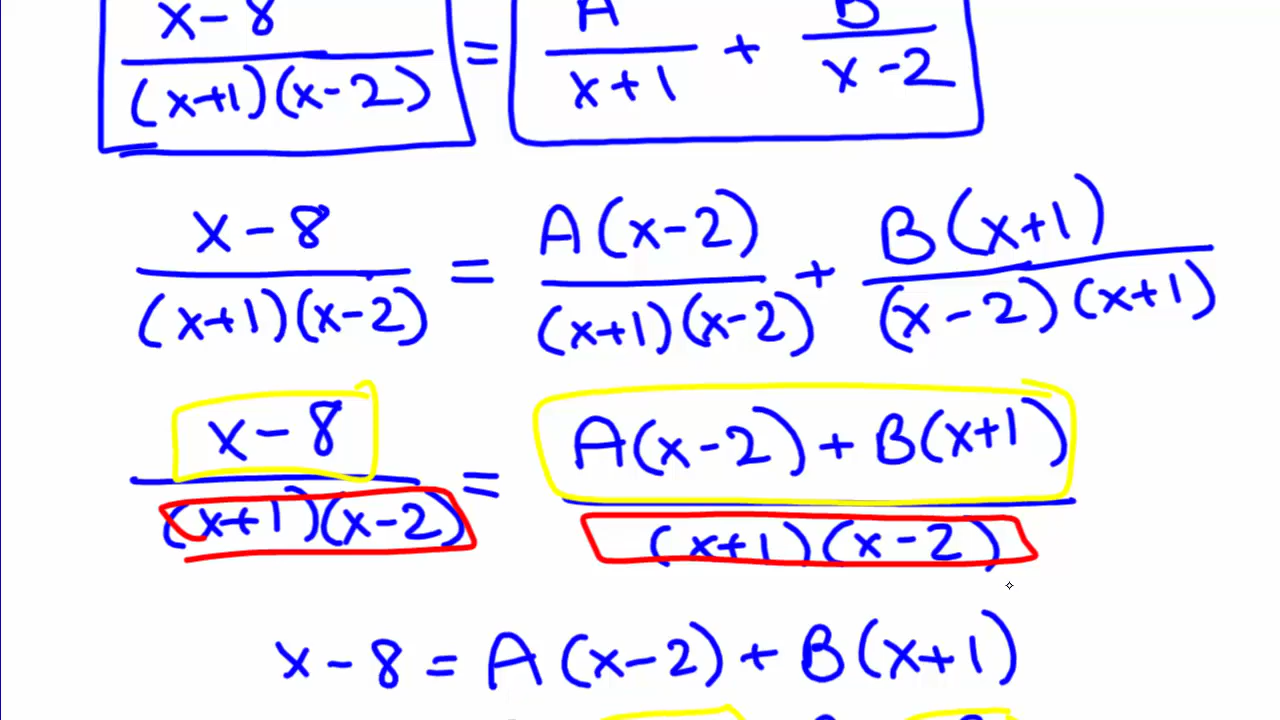 x-8 / (x+1)(x-2) = A / x+1 + B / x-2
x-8 / (x+1)(x-2) = A(x-2) / (x+1)(x-2) + B(x+1) / (x-2)(x+1)
x-8 / (x+1)(x-2) = A(x-2)+B(x+1) / (x+1)(x-2)
x-8 = A(x-2)+B(x+1)